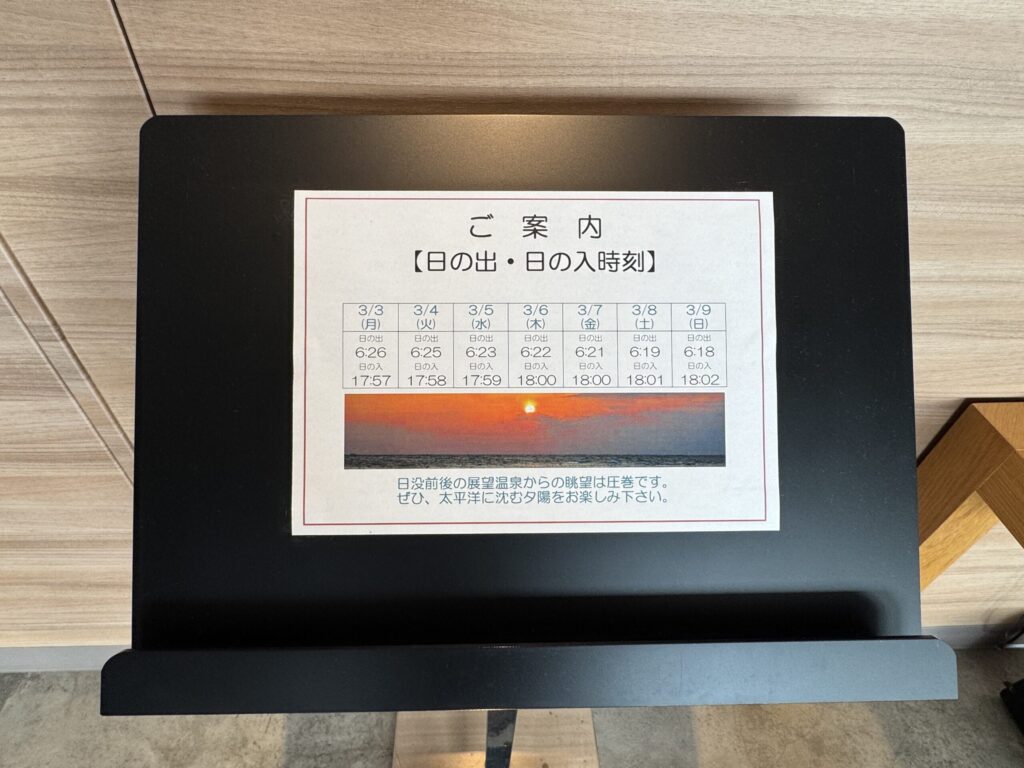 ご案内
【日の出・日の入時刻】
3/3 3/4 3/5 3/6 3/7 3/8 3/9
(月) (火) (水) (木) (金) (土) (日)
日の出 日の出 日の出 日の出 日の出 日の出 日の出
6:26 6:25 6:23 6:22 6:21 6:19 6:18
日の入 日の入 日の入 日の入 日の入 日の入 日の入
17:57 17:58 17:59 18:00 18:00 18:01 18:02
日没前後の展望温泉からの眺望は圧巻です。
ぜひ、太平洋に沈む夕陽をお楽しみ下さい。